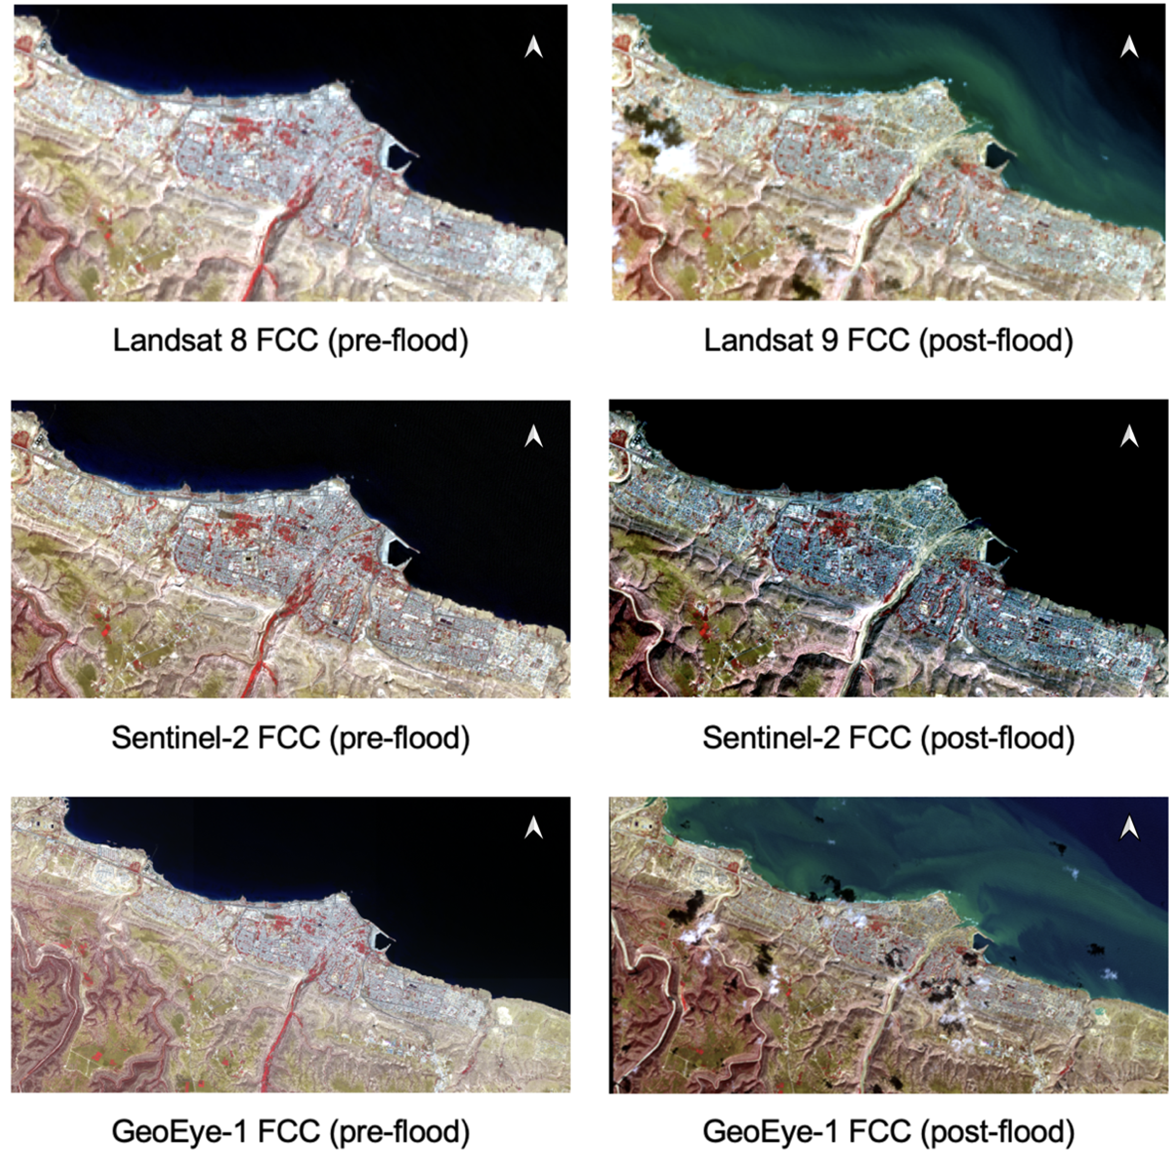 Landsat 8 FCC (pre-flood)
Landsat 9 FCC (post-flood)
Sentinel-2 FCC (pre-flood)
Sentinel-2 FCC (post-flood)
GeoEye-1 FCC (pre-flood)
GeoEye-1 FCC (post-flood)